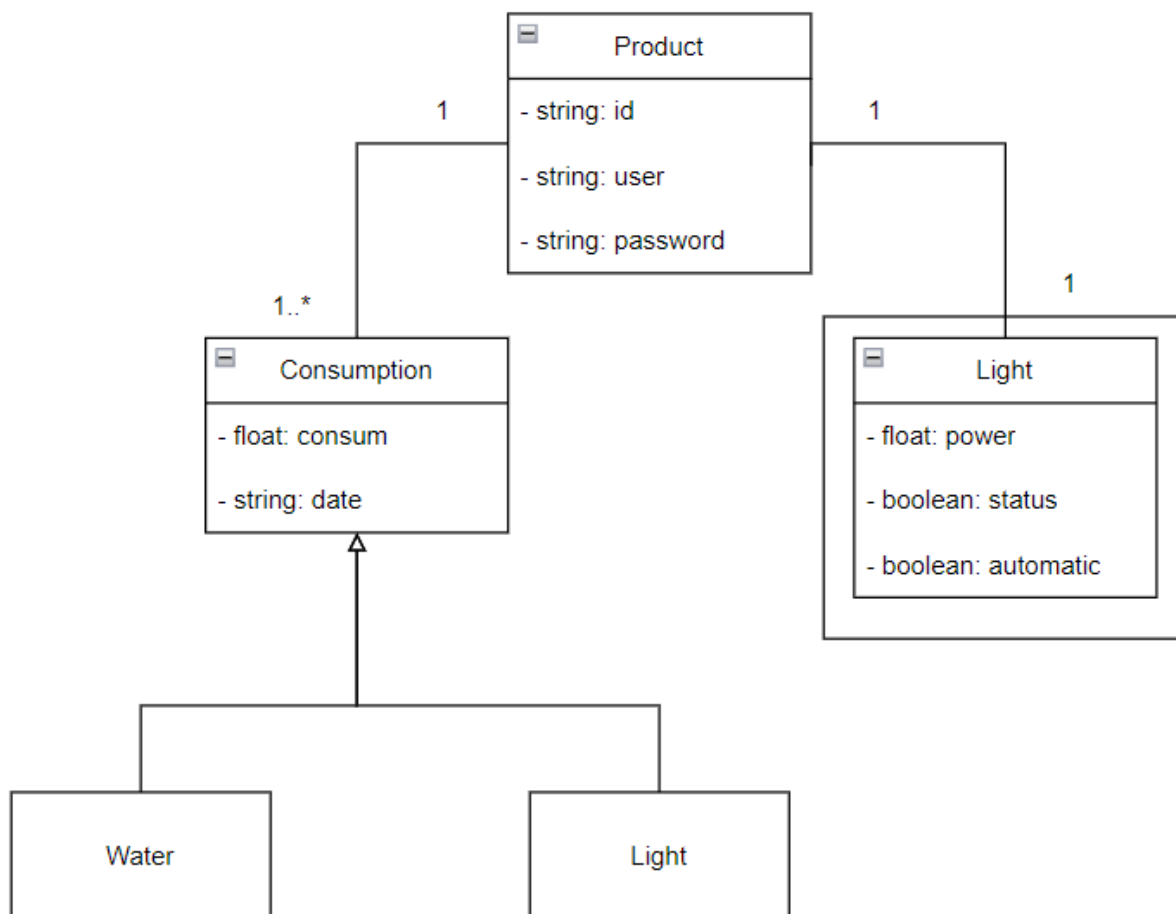 Product
- string: id
- string: user
- string: password
1
1
1..*
1
Consumption
- float: consum
- string: date
Light
- float: power
- boolean: status
- boolean: automatic
Water
Light